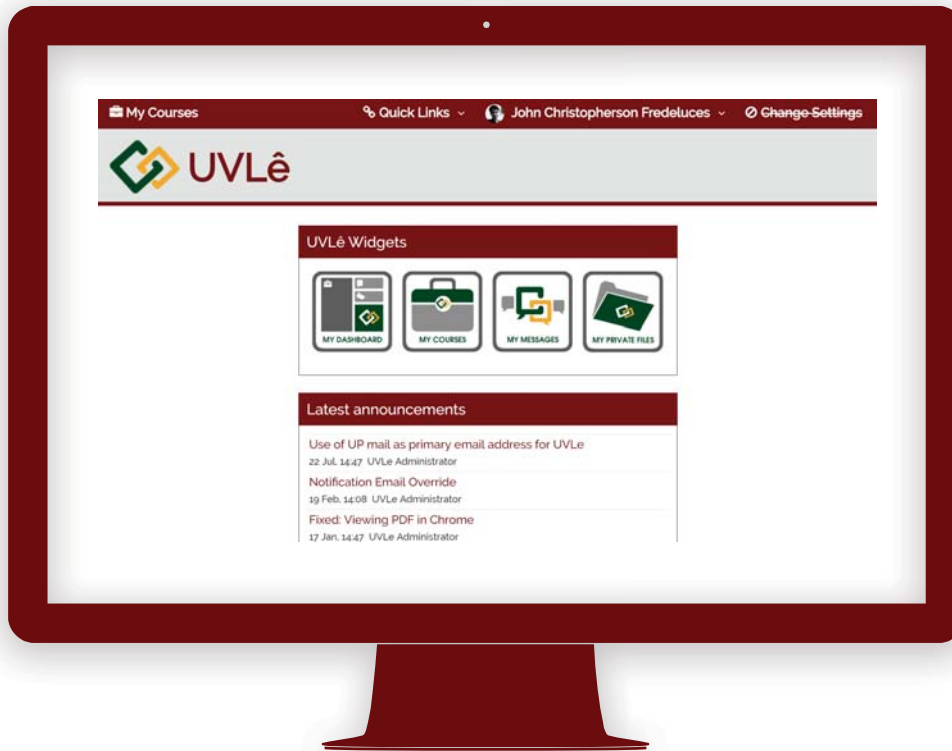 My Courses Quick Links John Christopherson Fredeluces Change Settings
UVLê
UVLê Widgets
MY DASHBOARD MY COURSES MY MESSAGES MY PRIVATE FILES
Latest announcements
Use of UP mail as primary email address for UVLe
22 Jul, 14:47 UVLe Administrator
Notification Email Override
19 Feb, 14:08 UVLe Administrator
Fixed: Viewing PDF in Chrome
17 Jan, 14:47 UVLe Administrator